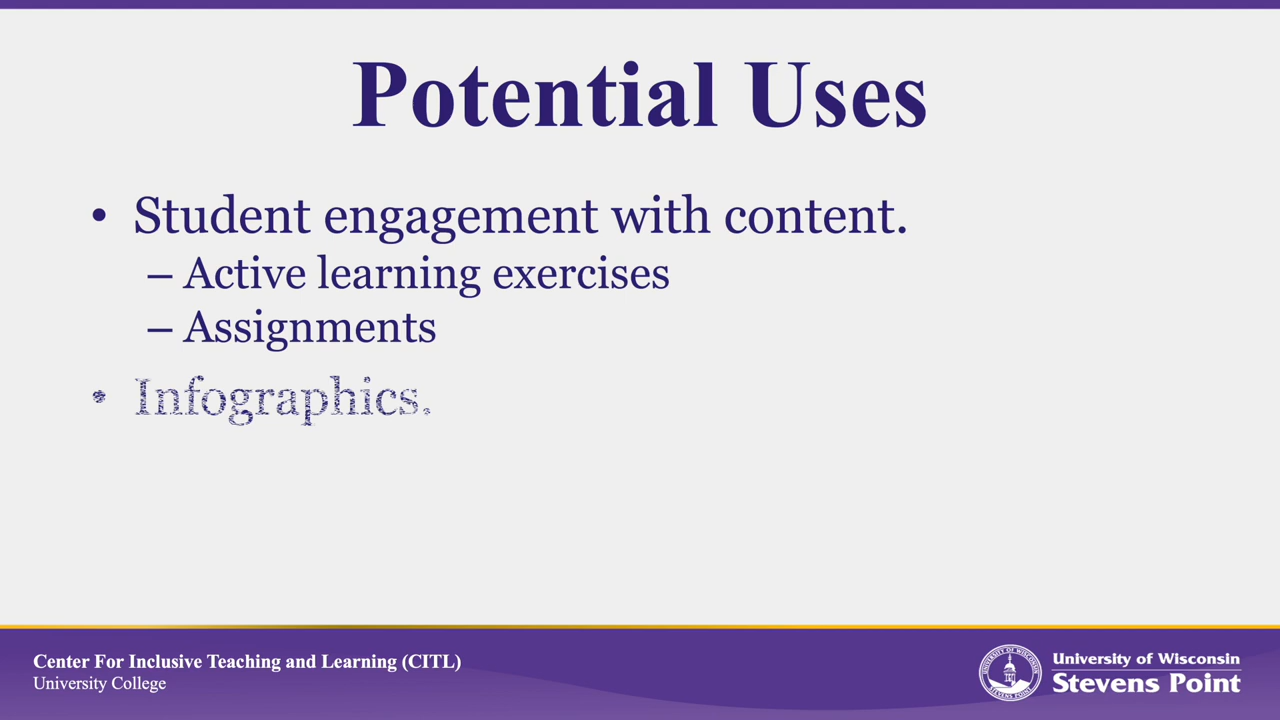 Potential Uses
• Student engagement with content.
– Active learning exercises
– Assignments
• Infographics.
Center For Inclusive Teaching and Learning (CITL)
University College
University of Wisconsin
Stevens Point